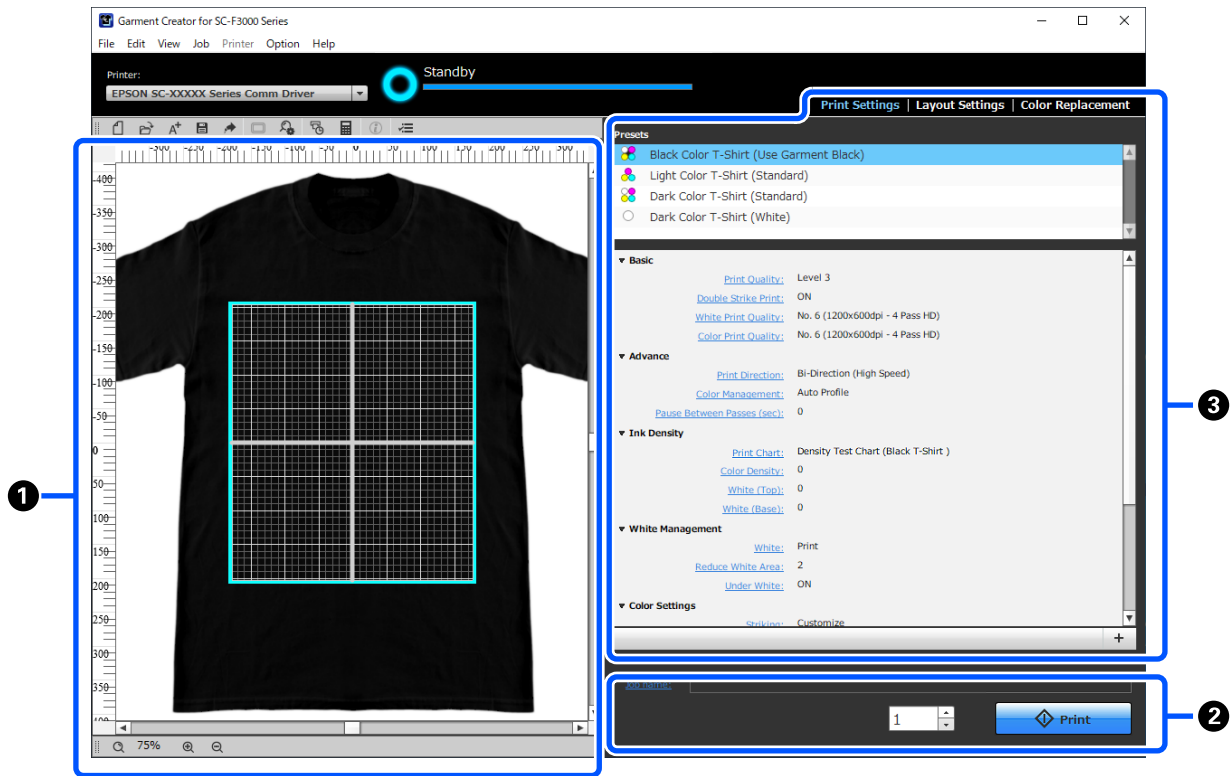 Garment Creator for SC-F3000 Series
File Edit View Job Printer Option Help
Printer:
EPSON SC-XXXXX Series Comm Driver
Standby
Print Settings | Layout Settings | Color Replacement
Presets
Black Color T-Shirt (Use Garment Black)
Light Color T-Shirt (Standard)
Dark Color T-Shirt (Standard)
Dark Color T-Shirt (White)
Basic
Print Quality: Level 3
Double Strike Print: ON
White Print Quality: No. 6 (1200x600dpi - 4 Pass HD)
Color Print Quality: No. 6 (1200x600dpi - 4 Pass HD)
Advance
Print Direction: Bi-Direction (High Speed)
Color Management: Auto Profile
Pause Between Passes (sec): 0
Ink Density
Print Chart: Density Test Chart (Black T-Shirt )
Color Density: 0
White (Top): 0
White (Base): 0
White Management
White: Print
Reduce White Area: 2
Under White: ON
Color Settings
Striking: Customize
+
Job name:
1
Print
-300 -250 -200 -150 -100 -50 0 50 100 150 200 250 300
-400
-350
-300
-250
-200
-150
-100
-50
0
50
100
150
200
250
300
350
400
75%
1
2
3